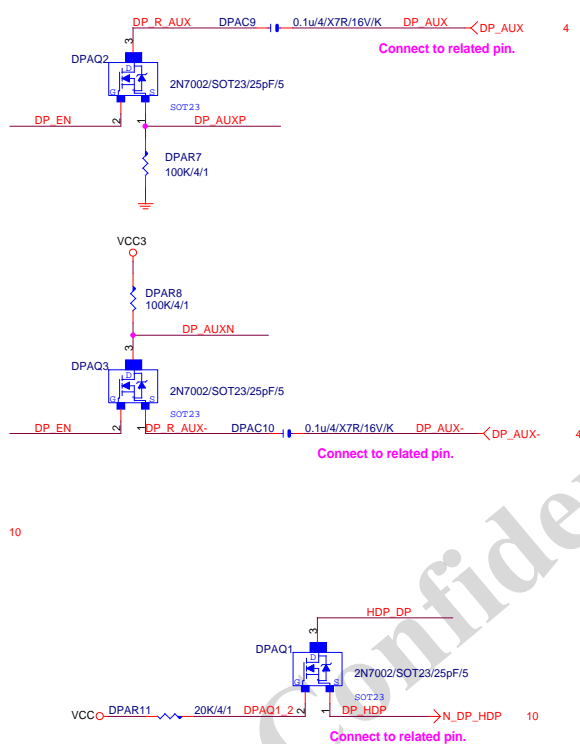 DP_R_AUX DPAC9 0.1u/4/X7R/16V/K DP_AUX DP_AUX 4
Connect to related pin.
3
DPAQ2
D
2N7002/SOT23/25pF/5
G S
SOT23
DP_EN 2 1 DP_AUXP
DPAR7
100K/4/1
VCC3
DPAR8
100K/4/1
DP_AUXN
3
DPAQ3
D
2N7002/SOT23/25pF/5
G S
SOT23
DP_EN 2 1 DP_R_AUX- DPAC10 0.1u/4/X7R/16V/K DP_AUX- DP_AUX- 4
Connect to related pin.
10
HDP_DP
3
DPAQ1
D
2N7002/SOT23/25pF/5
G S
SOT23
VCC DPAR11 20K/4/1 DPAQ1_2 2 1 DP_HDP N_DP_HDP 10
Connect to related pin.
Confide